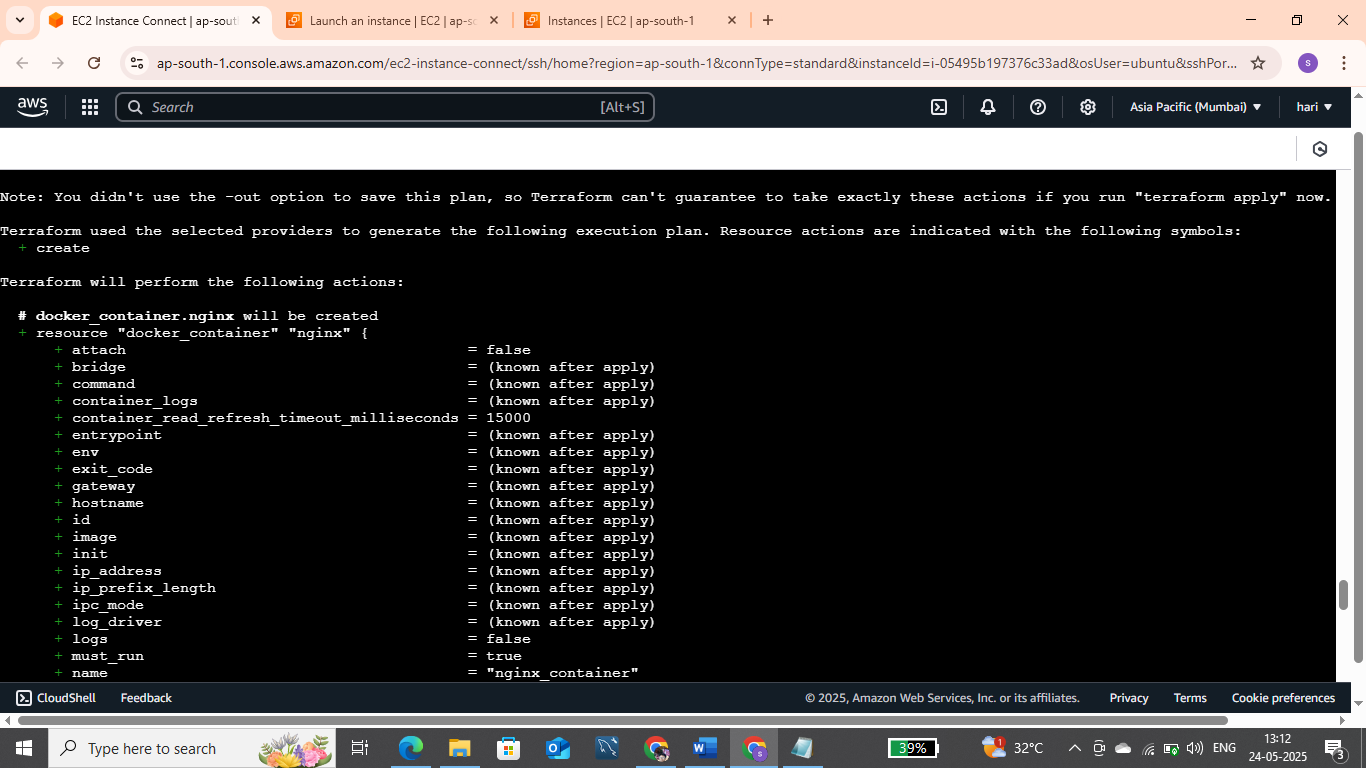 EC2 Instance Connect | ap-sout
Launch an instance | EC2 | ap-sc
Instances | EC2 | ap-south-1
ap-south-1.console.aws.amazon.com/ec2-instance-connect/ssh/home?region=ap-south-1&connType=standard&instanceId=i-05495b197376c33ad&osUser=ubuntu&sshPor...
s
aws
Search [Alt+S]
Asia Pacific (Mumbai)
hari
Note: You didn't use the -out option to save this plan, so Terraform can't guarantee to take exactly these actions if you run "terraform apply" now.
Terraform used the selected providers to generate the following execution plan. Resource actions are indicated with the following symbols:
+ create
Terraform will perform the following actions:
# docker_container.nginx will be created
+ resource "docker_container" "nginx" {
+ attach = false
+ bridge = (known after apply)
+ command = (known after apply)
+ container_logs = (known after apply)
+ container_read_refresh_timeout_milliseconds = 15000
+ entrypoint = (known after apply)
+ env = (known after apply)
+ exit_code = (known after apply)
+ gateway = (known after apply)
+ hostname = (known after apply)
+ id = (known after apply)
+ image = (known after apply)
+ init = (known after apply)
+ ip_address = (known after apply)
+ ip_prefix_length = (known after apply)
+ ipc_mode = (known after apply)
+ log_driver = (known after apply)
+ logs = false
+ must_run = true
+ name = "nginx_container"
CloudShell Feedback
© 2025, Amazon Web Services, Inc. or its affiliates. Privacy Terms Cookie preferences
Type here to search
39%
1
32°C
ENG
13:12
24-05-2025
3